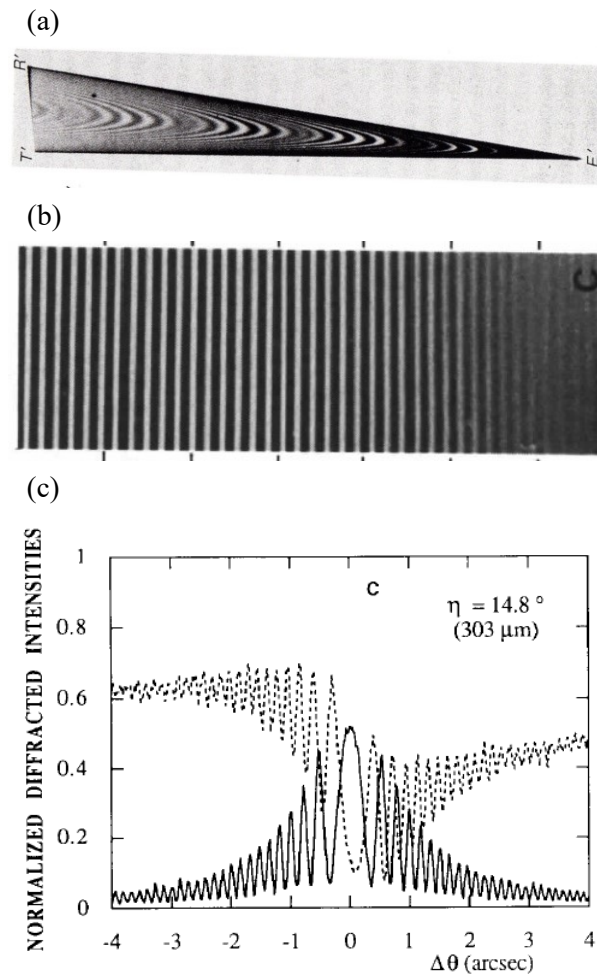 (a)
R'
T'
E'
(b)
C
(c)
NORMALIZED DIFFRACTED INTENSITIES
1
0.8
0.6
0.4
0.2
0
C
η = 14.8 °
(303 μm)
-4 -3 -2 -1 0 1 2 3 4
Δθ (arcsec)